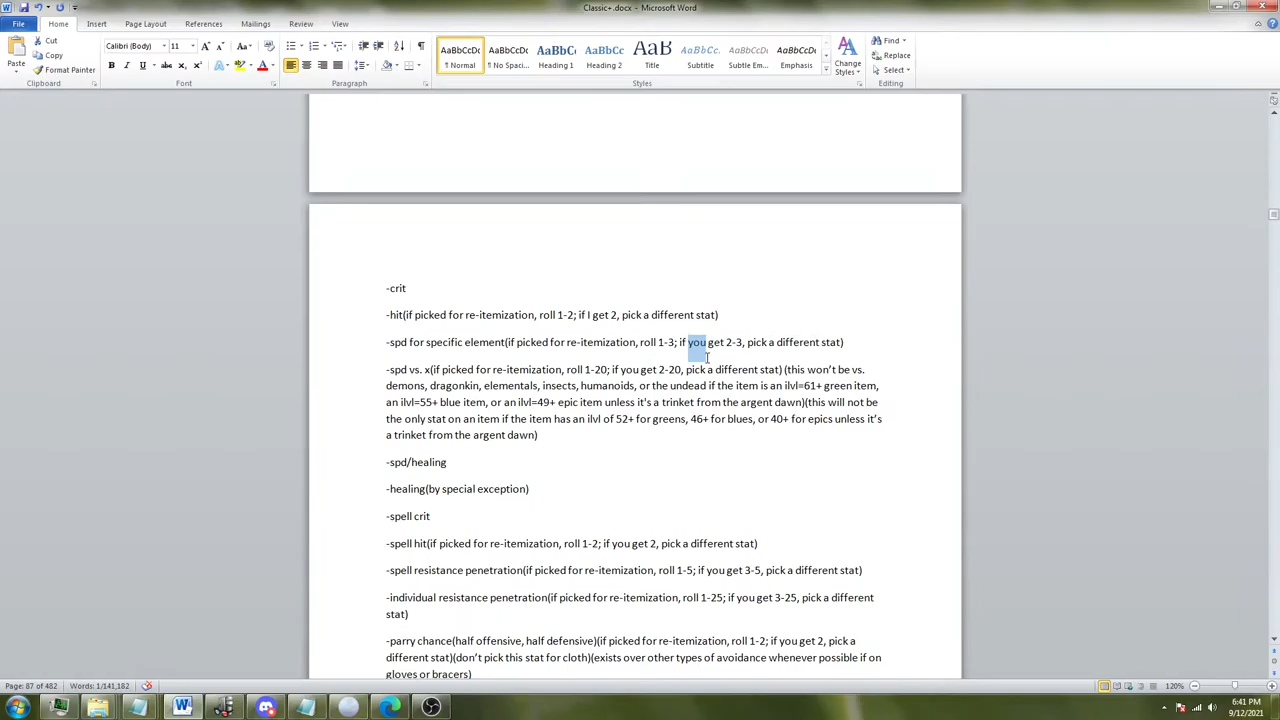 Classic+.docx - Microsoft Word
File Home Insert Page Layout References Mailings Review View
Paste
Cut
Copy
Format Painter
Clipboard
Calibri (Body) 11
Font
Paragraph
AaBbCcDc ¶ Normal
AaBbCcDc ¶ No Spaci...
AaBbC Heading 1
AaBbCc Heading 2
AaB Title
AaBbCcL Subtitle
AaBbCcDc Subtle Em...
AaBbCcDc Emphasis
Change Styles
Styles
Find
Replace
Select
Editing
-crit
-hit(if picked for re-itemization, roll 1-2; if I get 2, pick a different stat)
-spd for specific element(if picked for re-itemization, roll 1-3; if you get 2-3, pick a different stat)
-spd vs. x(if picked for re-itemization, roll 1-20; if you get 2-20, pick a different stat) (this won’t be vs.
demons, dragonkin, elementals, insects, humanoids, or the undead if the item is an ilvl=61+ green item,
an ilvl=55+ blue item, or an ilvl=49+ epic item unless it's a trinket from the argent dawn)(this will not be
the only stat on an item if the item has an ilvl of 52+ for greens, 46+ for blues, or 40+ for epics unless it’s
a trinket from the argent dawn)
-spd/healing
-healing(by special exception)
-spell crit
-spell hit(if picked for re-itemization, roll 1-2; if you get 2, pick a different stat)
-spell resistance penetration(if picked for re-itemization, roll 1-5; if you get 3-5, pick a different stat)
-individual resistance penetration(if picked for re-itemization, roll 1-25; if you get 3-25, pick a different
stat)
-parry chance(half offensive, half defensive)(if picked for re-itemization, roll 1-2; if you get 2, pick a
different stat)(don’t pick this stat for cloth)(exists over other types of avoidance whenever possible if on
gloves or bracers)
Page: 87 of 482 Words: 1/141,182 120%
6:41 PM
9/12/2021